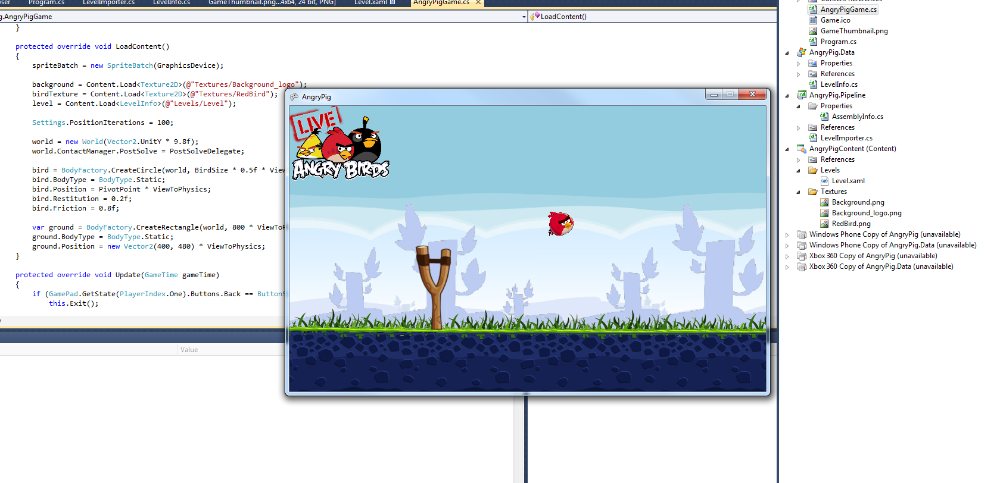 Program.cs LevelImporter.cs LevelInfo.cs GameThumbnail.png...4x64, 24 bit, PNG] Level.xaml AngryPigGame.cs
g.AngryPigGame LoadContent()
}
protected override void LoadContent()
{
spriteBatch = new SpriteBatch(GraphicsDevice);
background = Content.Load<Texture2D>(@"Textures/Background_logo");
birdTexture = Content.Load<Texture2D>(@"Textures/RedBird");
level = Content.Load<LevelInfo>(@"Levels/Level");
Settings.PositionIterations = 100;
world = new World(Vector2.UnitY * 9.8f);
world.ContactManager.PostSolve = PostSolveDelegate;
bird = BodyFactory.CreateCircle(world, BirdSize * 0.5f * View
bird.BodyType = BodyType.Static;
bird.Position = PivotPoint * ViewToPhysics;
bird.Restitution = 0.2f;
bird.Friction = 0.8f;
var ground = BodyFactory.CreateRectangle(world, 800 * ViewToP
ground.BodyType = BodyType.Static;
ground.Position = new Vector2(400, 480) * ViewToPhysics;
}
protected override void Update(GameTime gameTime)
{
if (GamePad.GetState(PlayerIndex.One).Buttons.Back == ButtonS
this.Exit();
Value
AngryPig
LIVE
ANGRY BIRDS
Content References
AngryPigGame.cs
Game.ico
GameThumbnail.png
Program.cs
AngryPig.Data
Properties
References
LevelInfo.cs
AngryPig.Pipeline
Properties
AssemblyInfo.cs
References
LevelImporter.cs
AngryPigContent (Content)
References
Levels
Level.xaml
Textures
Background.png
Background_logo.png
RedBird.png
Windows Phone Copy of AngryPig (unavailable)
Windows Phone Copy of AngryPig.Data (unavailable)
Xbox 360 Copy of AngryPig (unavailable)
Xbox 360 Copy of AngryPig.Data (unavailable)